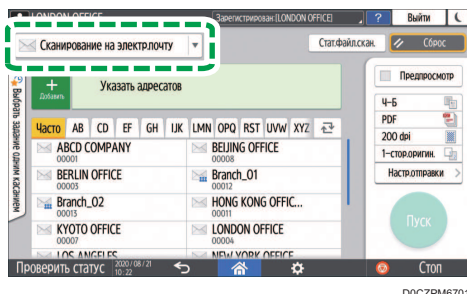 LONDON OFFICE
Зарегистрирован:[LONDON OFFICE]
?
Выйти
Сканирование на электр.почту
Стат.файл.скан.
Сброс
Выбрать задание одним касанием
+
Добавить
Указать адресатов
Предпросмотр
4-6
PDF
200 dpi
1-стор.оригин.
Настр.отправки
Пуск
Часто AB CD EF GH IJK LMN OPQ RST UVW XYZ
ABCD COMPANY
00001
BEIJING OFFICE
00008
BERLIN OFFICE
00003
Branch_01
00012
Branch_02
00013
HONG KONG OFFIC...
00011
KYOTO OFFICE
00007
LONDON OFFICE
00004
LOS ANGELES
NEW YORK OFFICE
Проверить статус
2020/08/21
10:22
Стоп